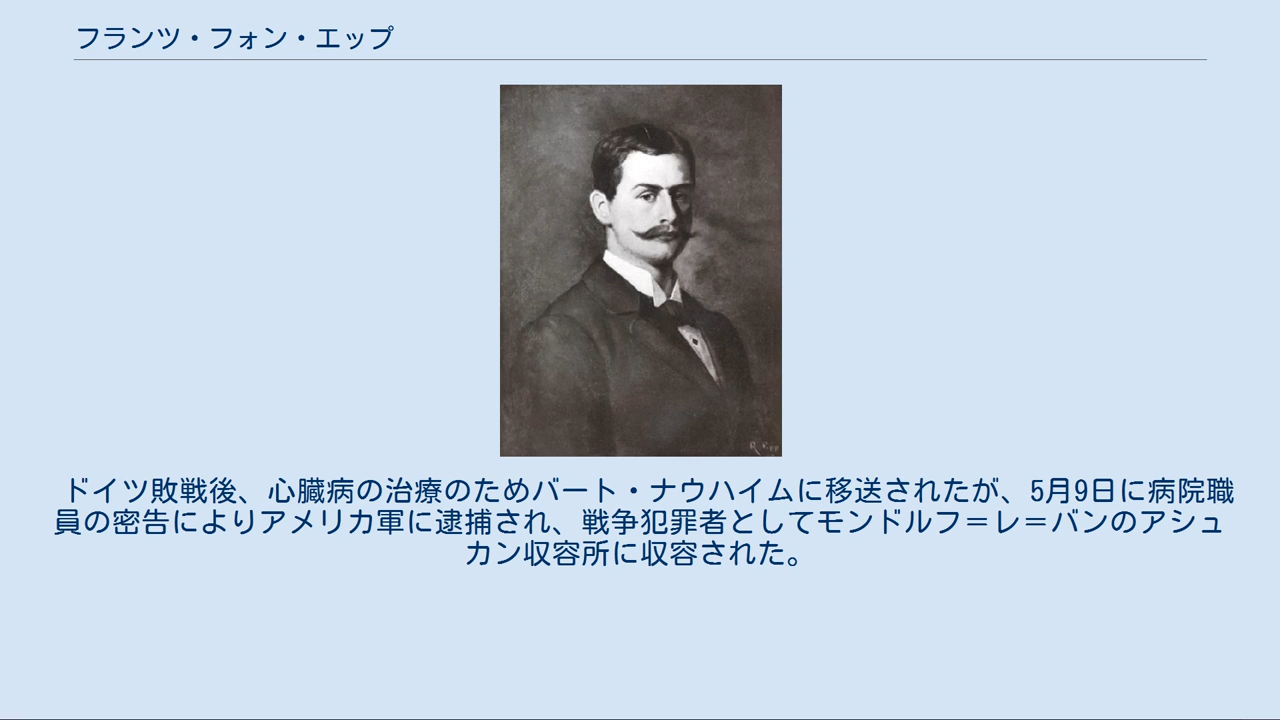 フランツ・フォン・エップ
ドイツ敗戦後、心臓病の治療のためバート・ナウハイムに移送されたが、5月9日に病院職
員の密告によりアメリカ軍に逮捕され、戦争犯罪者としてモンドルフ＝レ＝バンのアシュ
カン収容所に収容された。